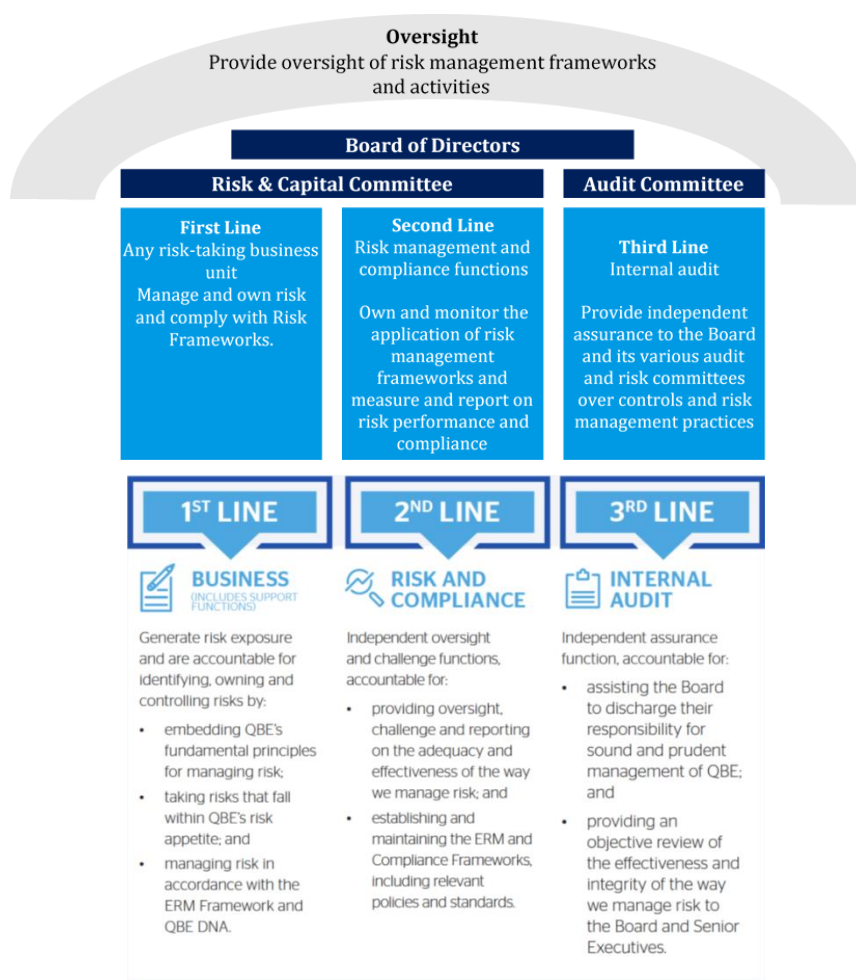 Oversight
Provide oversight of risk management frameworks
and activities
Board of Directors
Risk & Capital Committee
Audit Committee
First Line
Any risk-taking business
unit
Manage and own risk
and comply with Risk
Frameworks.
Second Line
Risk management and
compliance functions
Own and monitor the
application of risk
management
frameworks and
measure and report on
risk performance and
compliance
Third Line
Internal audit
Provide independent
assurance to the Board
and its various audit
and risk committees
over controls and risk
management practices
1ST LINE
BUSINESS
(INCLUDES SUPPORT
FUNCTIONS)
Generate risk exposure
and are accountable for
identifying, owning and
controlling risks by:
• embedding QBE's
fundamental principles
for managing risk;
• taking risks that fall
within QBE's risk
appetite; and
• managing risk in
accordance with the
ERM Framework and
QBE DNA.
2ND LINE
RISK AND
COMPLIANCE
Independent oversight
and challenge functions,
accountable for:
• providing oversight,
challenge and reporting
on the adequacy and
effectiveness of the way
we manage risk; and
• establishing and
maintaining the ERM and
Compliance Frameworks,
including relevant
policies and standards.
3RD LINE
INTERNAL
AUDIT
Independent assurance
function, accountable for:
• assisting the Board
to discharge their
responsibility for
sound and prudent
management of QBE;
and
• providing an
objective review of
the effectiveness and
integrity of the way
we manage risk to
the Board and Senior
Executives.